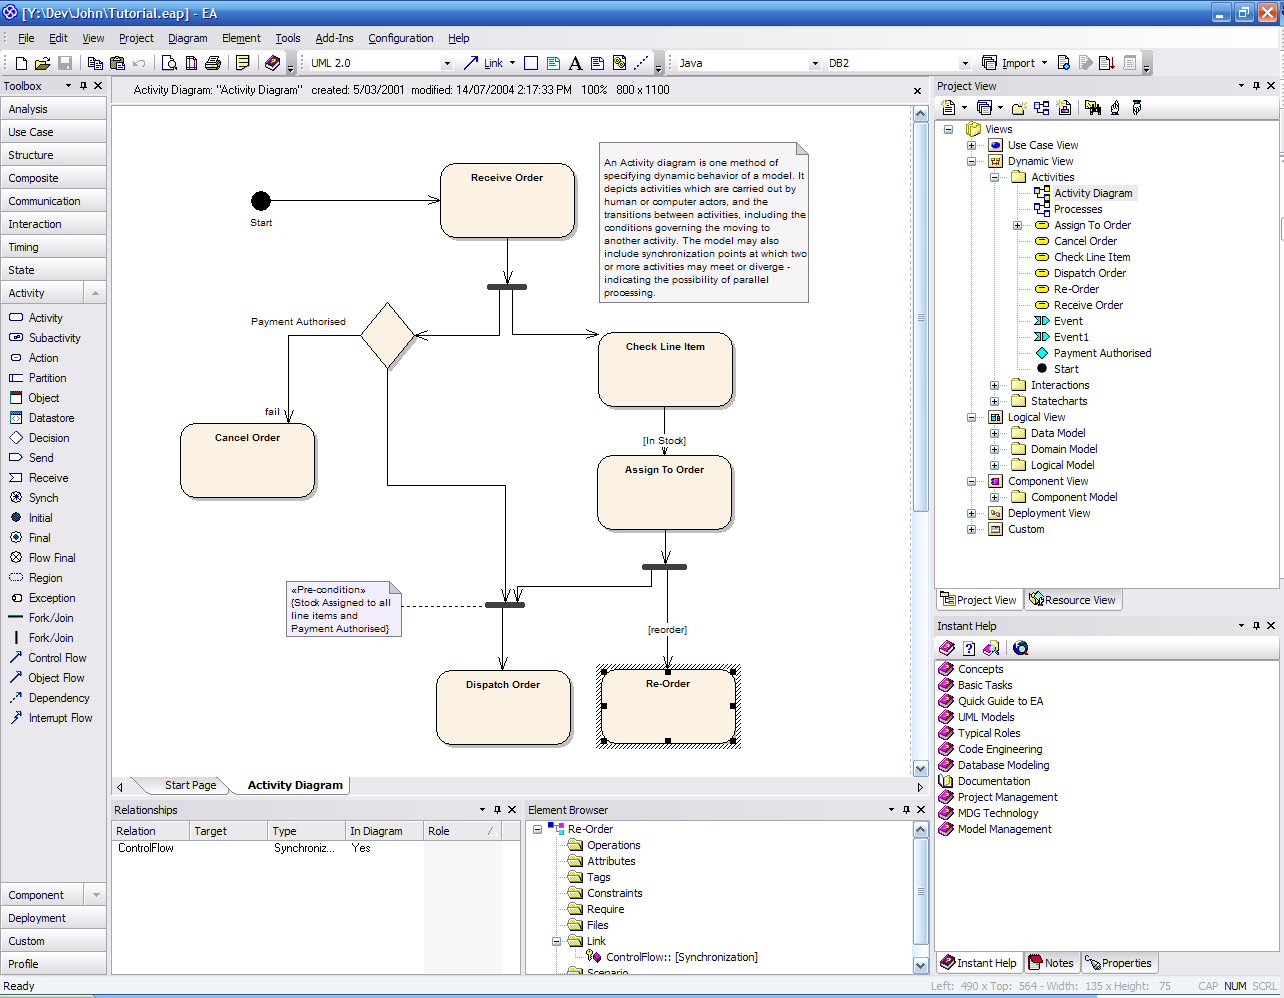 [Y:\Dev\John\Tutorial.eap] - EA
File Edit View Project Diagram Element Tools Add-Ins Configuration Help
UML 2.0 Link A Java DB2 Import
Toolbox
Analysis
Use Case
Structure
Composite
Communication
Interaction
Timing
State
Activity
Activity
Subactivity
Action
Partition
Object
Datastore
Decision
Send
Receive
Synch
Initial
Final
Flow Final
Region
Exception
Fork/Join
Fork/Join
Control Flow
Object Flow
Dependency
Interrupt Flow
Component
Deployment
Custom
Profile
Activity Diagram: "Activity Diagram" created: 5/03/2001 modified: 14/07/2004 2:17:33 PM 100% 800 x 1100
Receive Order
Start
An Activity diagram is one method of
specifying dynamic behavior of a model. It
depicts activities which are carried out by
human or computer actors, and the
transitions between activities, including the
conditions governing the moving to
another activity. The model may also
include synchronization points at which two
or more activities may meet or diverge -
indicating the possibility of parallel
processing.
Payment Authorised
Check Line Item
fail
Cancel Order
[In Stock]
Assign To Order
«Pre-condition»
{Stock Assigned to all
line items and
Payment Authorised}
[reorder]
Dispatch Order
Re-Order
Start Page Activity Diagram
Relationships
Relation Target Type In Diagram Role
ControlFlow Synchroniz... Yes
Element Browser
Re-Order
Operations
Attributes
Tags
Constraints
Require
Files
Link
ControlFlow:: [Synchronization]
Scenario
Project View
Views
Use Case View
Dynamic View
Activities
Activity Diagram
Processes
Assign To Order
Cancel Order
Check Line Item
Dispatch Order
Re-Order
Receive Order
Event
Event1
Payment Authorised
Start
Interactions
Statecharts
Logical View
Data Model
Domain Model
Logical Model
Component View
Component Model
Deployment View
Custom
Project View Resource View
Instant Help
Concepts
Basic Tasks
Quick Guide to EA
UML Models
Typical Roles
Code Engineering
Database Modeling
Documentation
Project Management
MDG Technology
Model Management
Instant Help Notes Properties
Ready
Left: 490 x Top: 564 - Width: 135 x Height: 75 CAP NUM SCRL